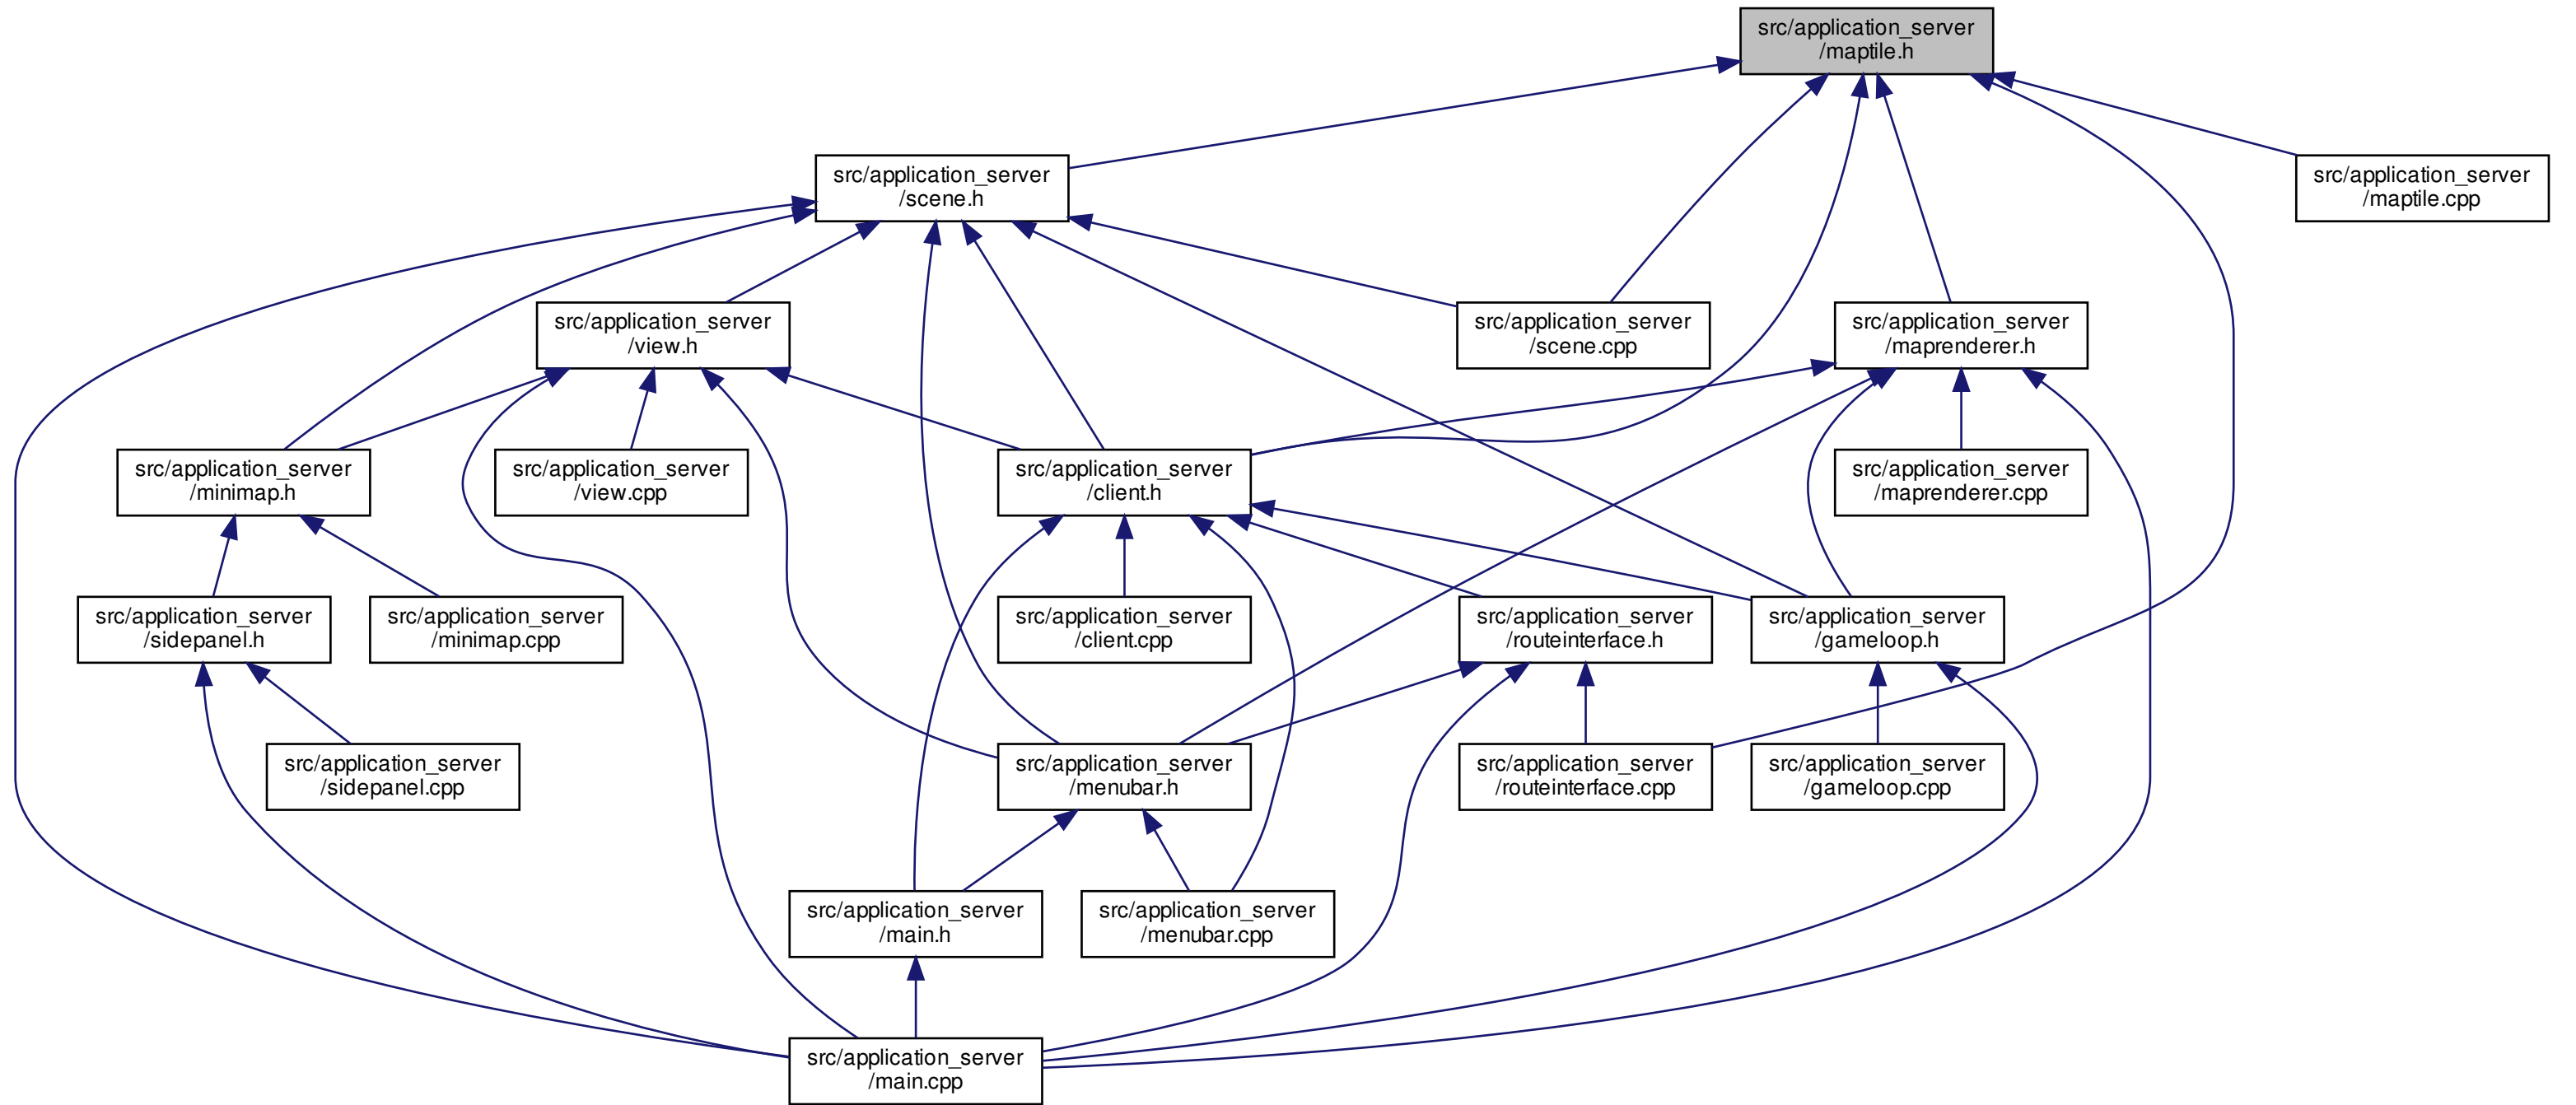 src/application_server
/maptile.h
src/application_server
/scene.h
src/application_server
/maptile.cpp
src/application_server
/view.h
src/application_server
/scene.cpp
src/application_server
/maprenderer.h
src/application_server
/minimap.h
src/application_server
/view.cpp
src/application_server
/client.h
src/application_server
/maprenderer.cpp
src/application_server
/sidepanel.h
src/application_server
/minimap.cpp
src/application_server
/client.cpp
src/application_server
/routeinterface.h
src/application_server
/gameloop.h
src/application_server
/sidepanel.cpp
src/application_server
/menubar.h
src/application_server
/routeinterface.cpp
src/application_server
/gameloop.cpp
src/application_server
/main.h
src/application_server
/menubar.cpp
src/application_server
/main.cpp